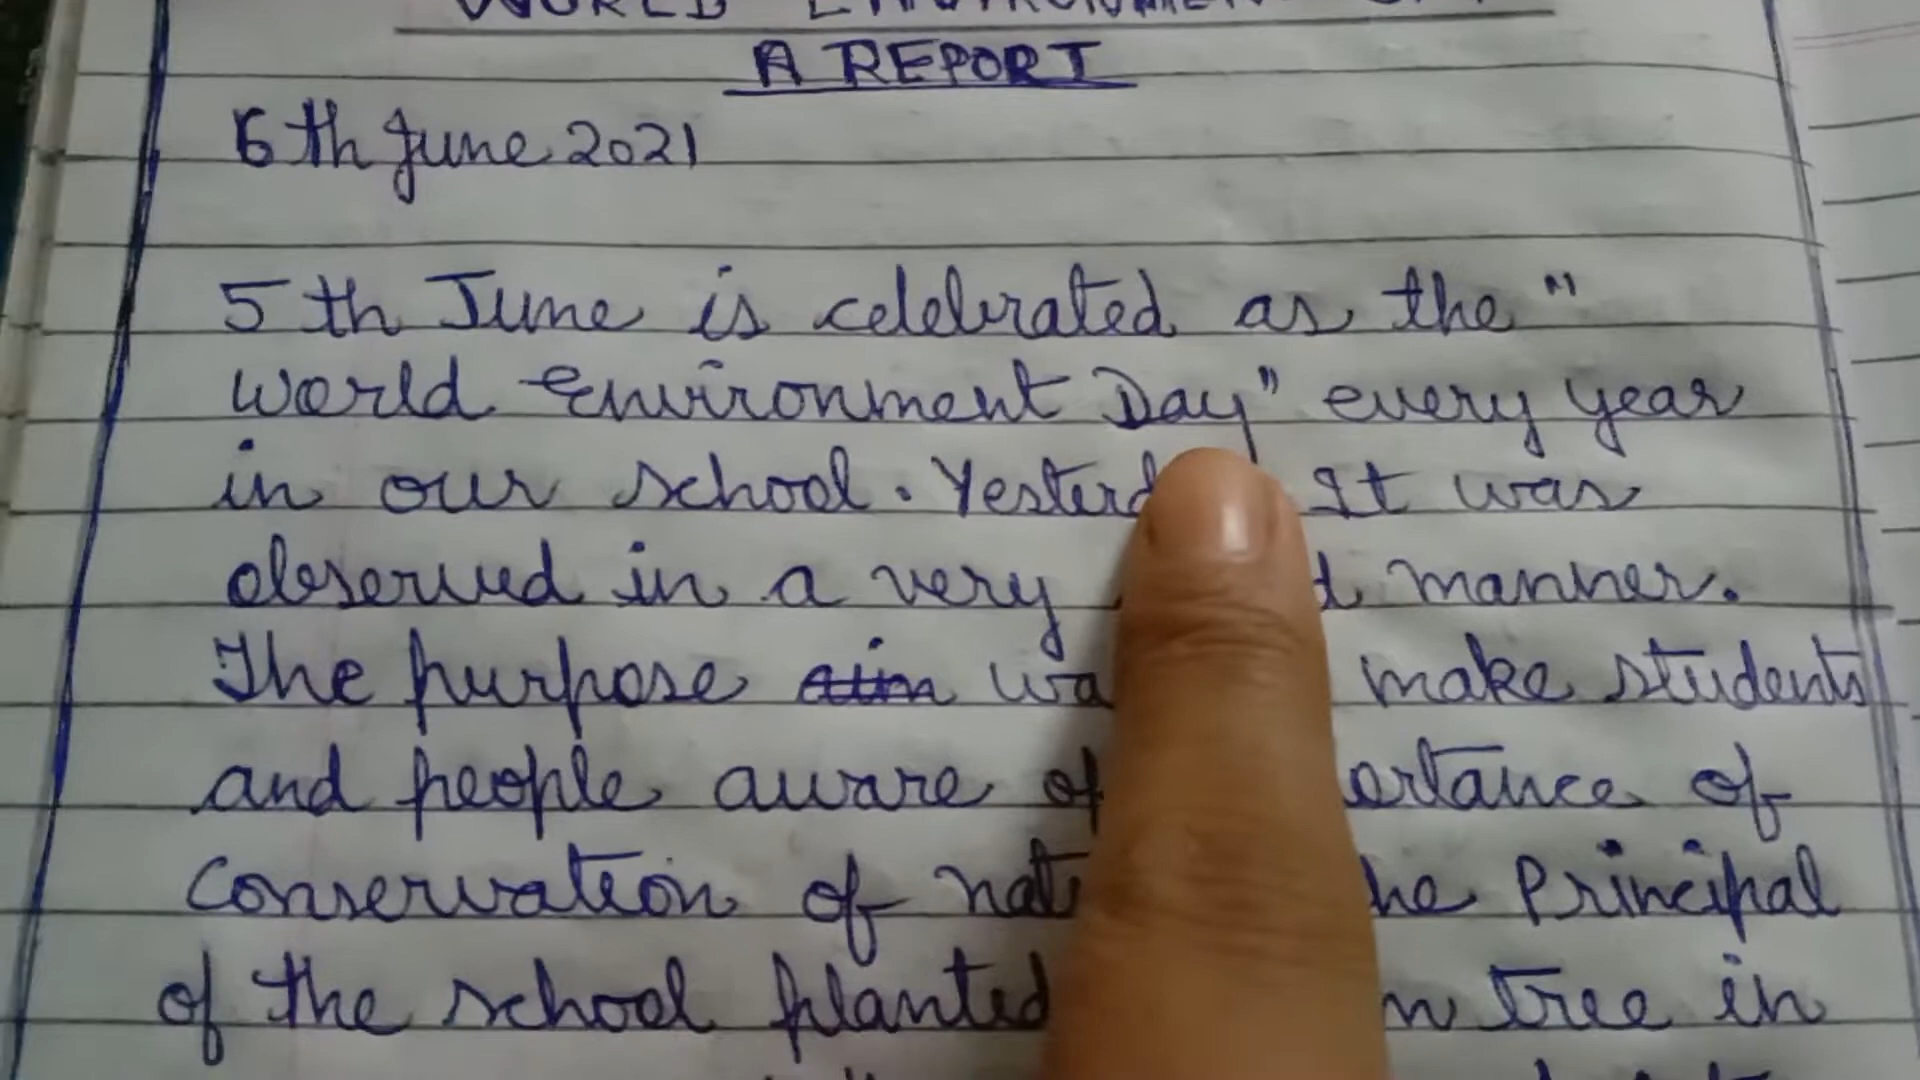 WORLD ENVIRONMENT
A REPORT
6th June 2021
5th June is celebrated as the "
World Environment Day" every year
in our school. It was
observed in a very manner.
The purpose aim make students
and people aware of of
Conservation of Principal
of the school planted tree in